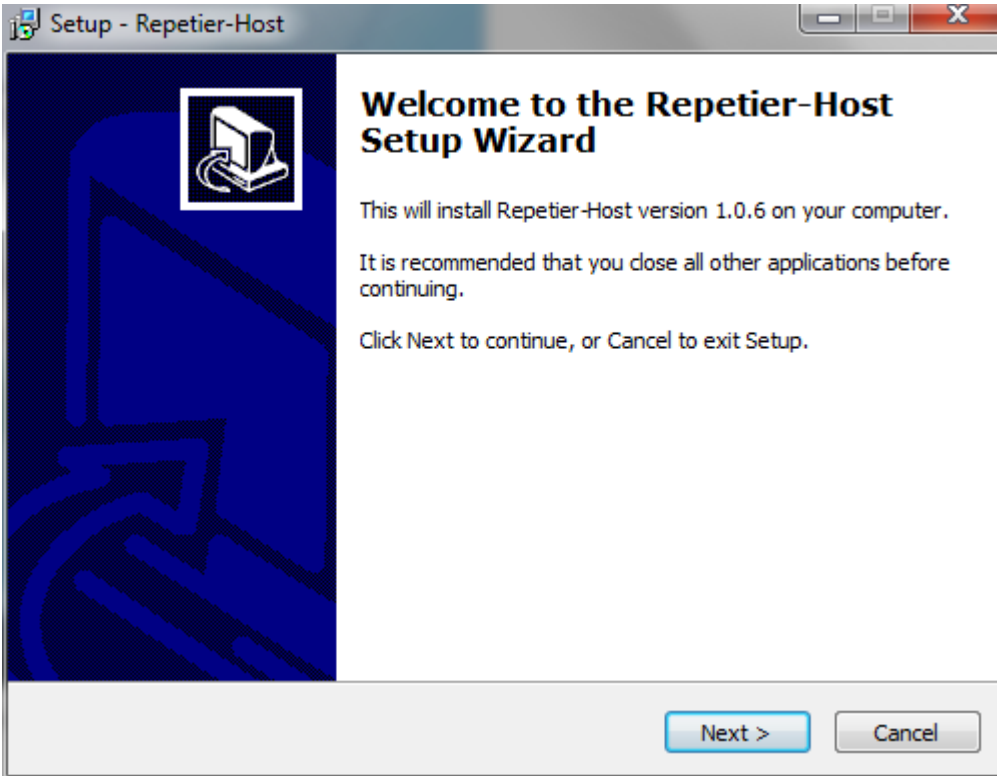 Setup - Repetier-Host
Welcome to the Repetier-Host
Setup Wizard
This will install Repetier-Host version 1.0.6 on your computer.
It is recommended that you close all other applications before
continuing.
Click Next to continue, or Cancel to exit Setup.
Next >
Cancel